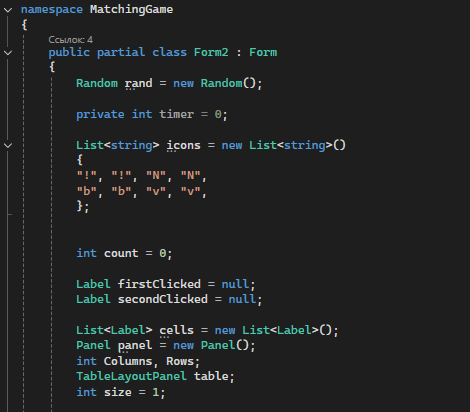 namespace MatchingGame
{
Ссылок: 4
public partial class Form2 : Form
{
Random rand = new Random();
private int timer = 0;
List<string> icons = new List<string>()
{
"!", "!", "N", "N",
"b", "b", "v", "v",
};
int count = 0;
Label firstClicked = null;
Label secondClicked = null;
List<Label> cells = new List<Label>();
Panel panel = new Panel();
int Columns, Rows;
TableLayoutPanel table;
int size = 1;